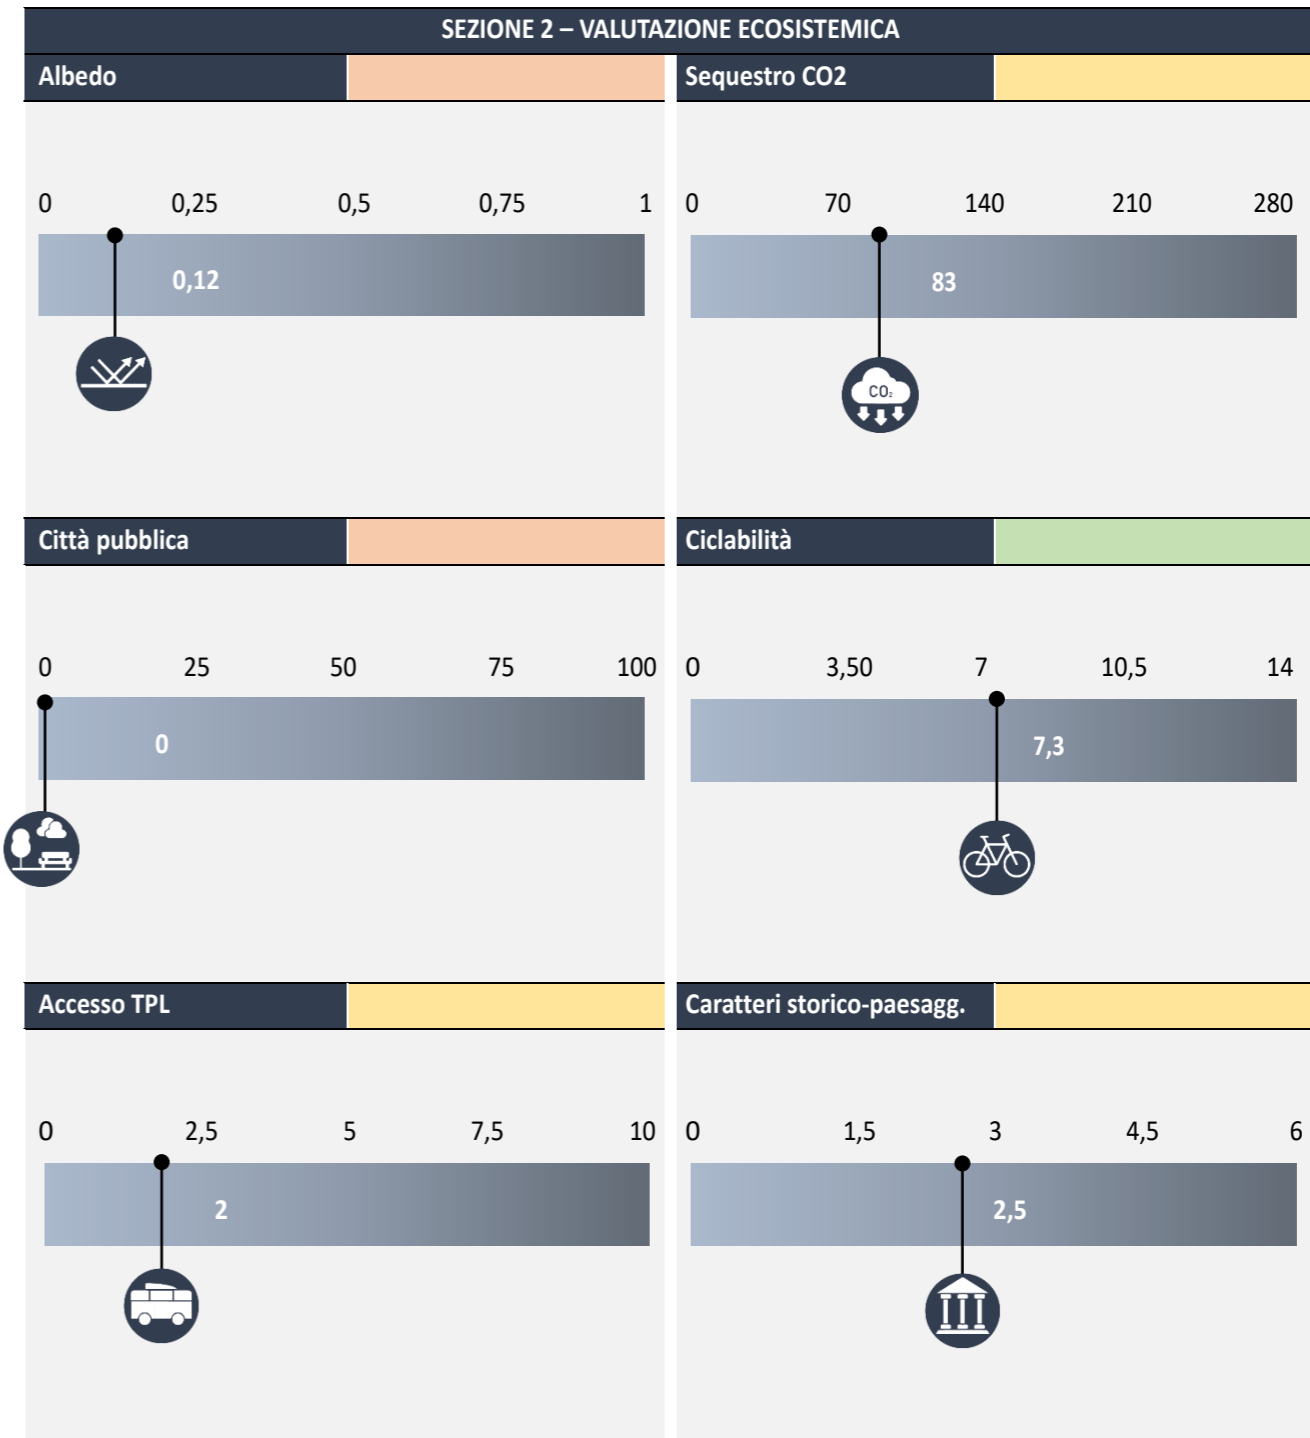 SEZIONE 2 – VALUTAZIONE ECOSISTEMICA
Albedo
0 0,25 0,5 0,75 1
0,12
Sequestro CO2
0 70 140 210 280
83
CO₂
Città pubblica
0 25 50 75 100
0
Ciclabilità
0 3,50 7 10,5 14
7,3
Accesso TPL
0 2,5 5 7,5 10
2
Caratteri storico-paesagg.
0 1,5 3 4,5 6
2,5